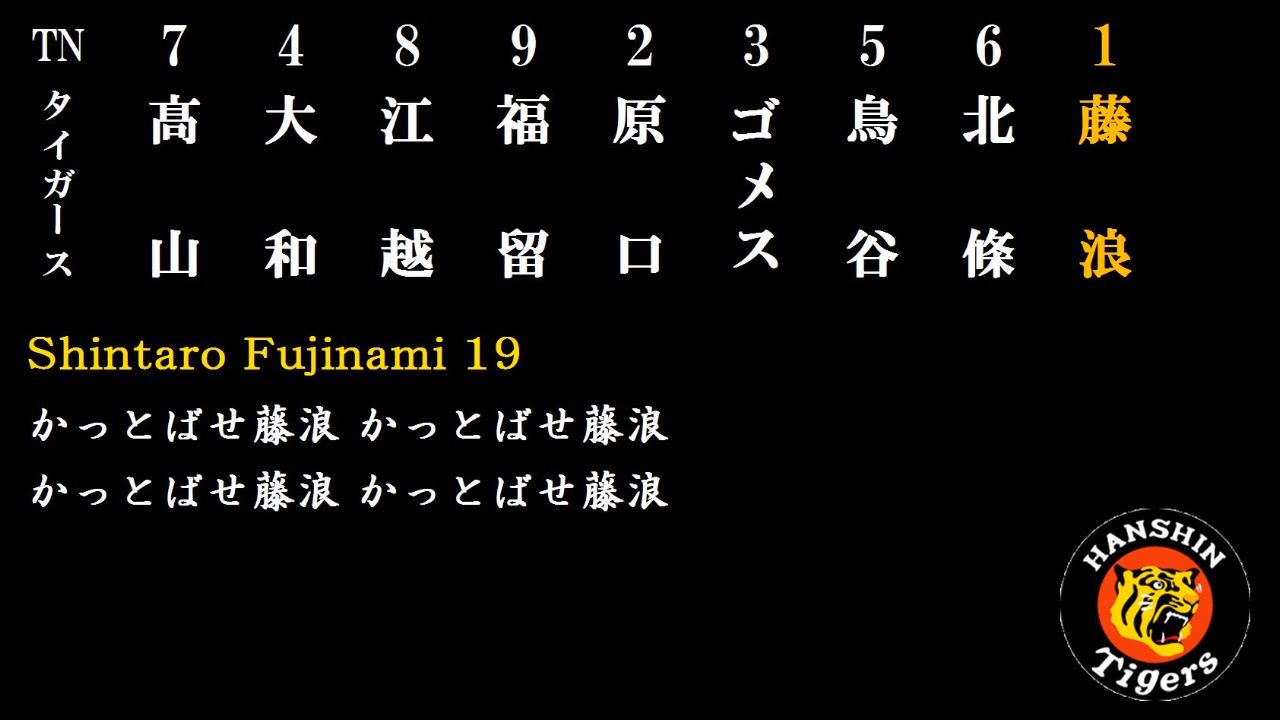 TN 7 4 8 9 2 3 5 6 1
タイガース 髙山 大和 江越 福留 原口 ゴメス 鳥谷 北條 藤浪
Shintaro Fujinami 19
かっとばせ藤浪 かっとばせ藤浪
かっとばせ藤浪 かっとばせ藤浪
HANSHIN
Tigers